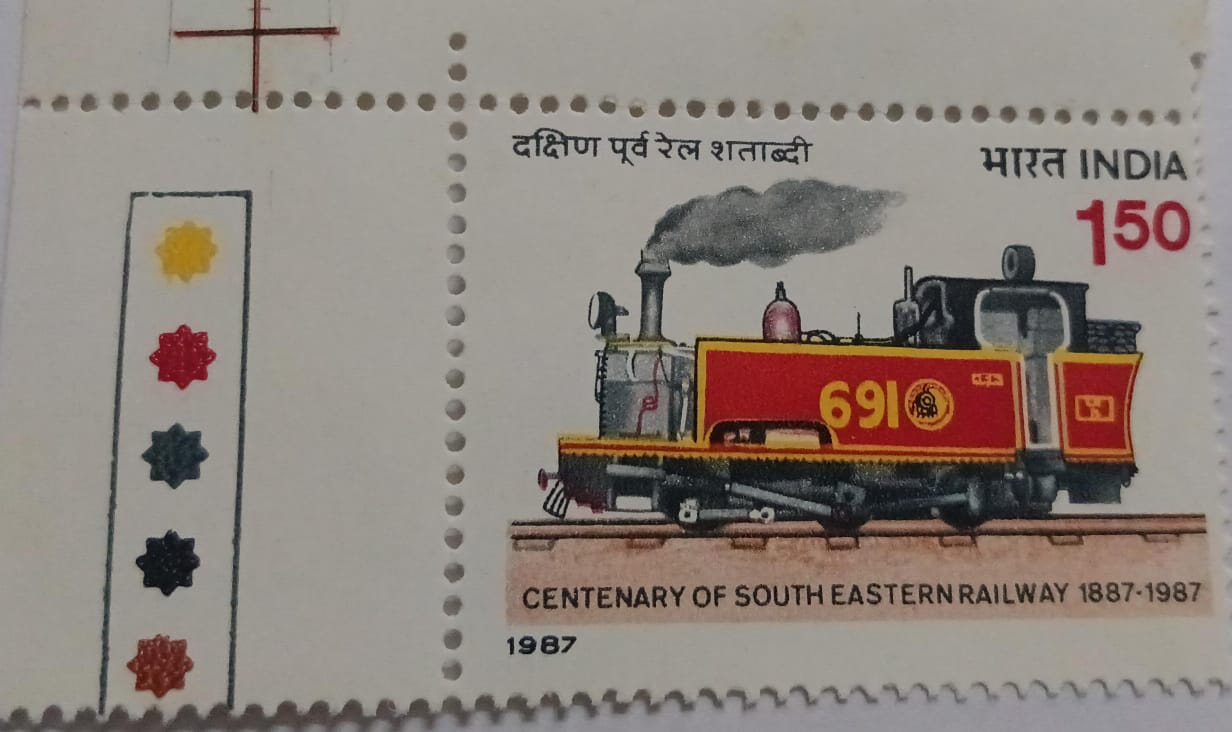 दक्षिण पूर्व रेल शताब्दी
भारत INDIA
150
691
CENTENARY OF SOUTH EASTERN RAILWAY 1887-1987
1987